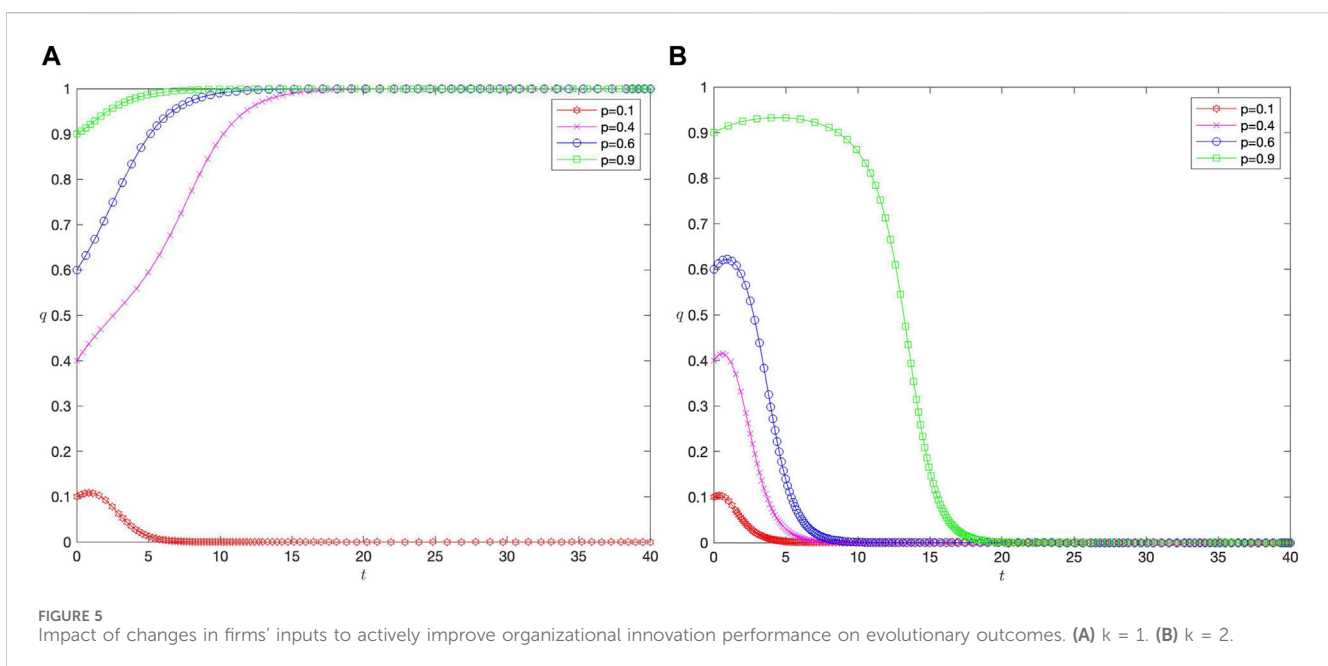 A
1
0.9
0.8
0.7
0.6
q 0.5
0.4
0.3
0.2
0.1
0
0 5 10 15 20 25 30 35 40
t
p=0.1
p=0.4
p=0.6
p=0.9
B
1
0.9
0.8
0.7
0.6
q 0.5
0.4
0.3
0.2
0.1
0
0 5 10 15 20 25 30 35 40
t
p=0.1
p=0.4
p=0.6
p=0.9
FIGURE 5
Impact of changes in firms’ inputs to actively improve organizational innovation performance on evolutionary outcomes. (A) k = 1. (B) k = 2.